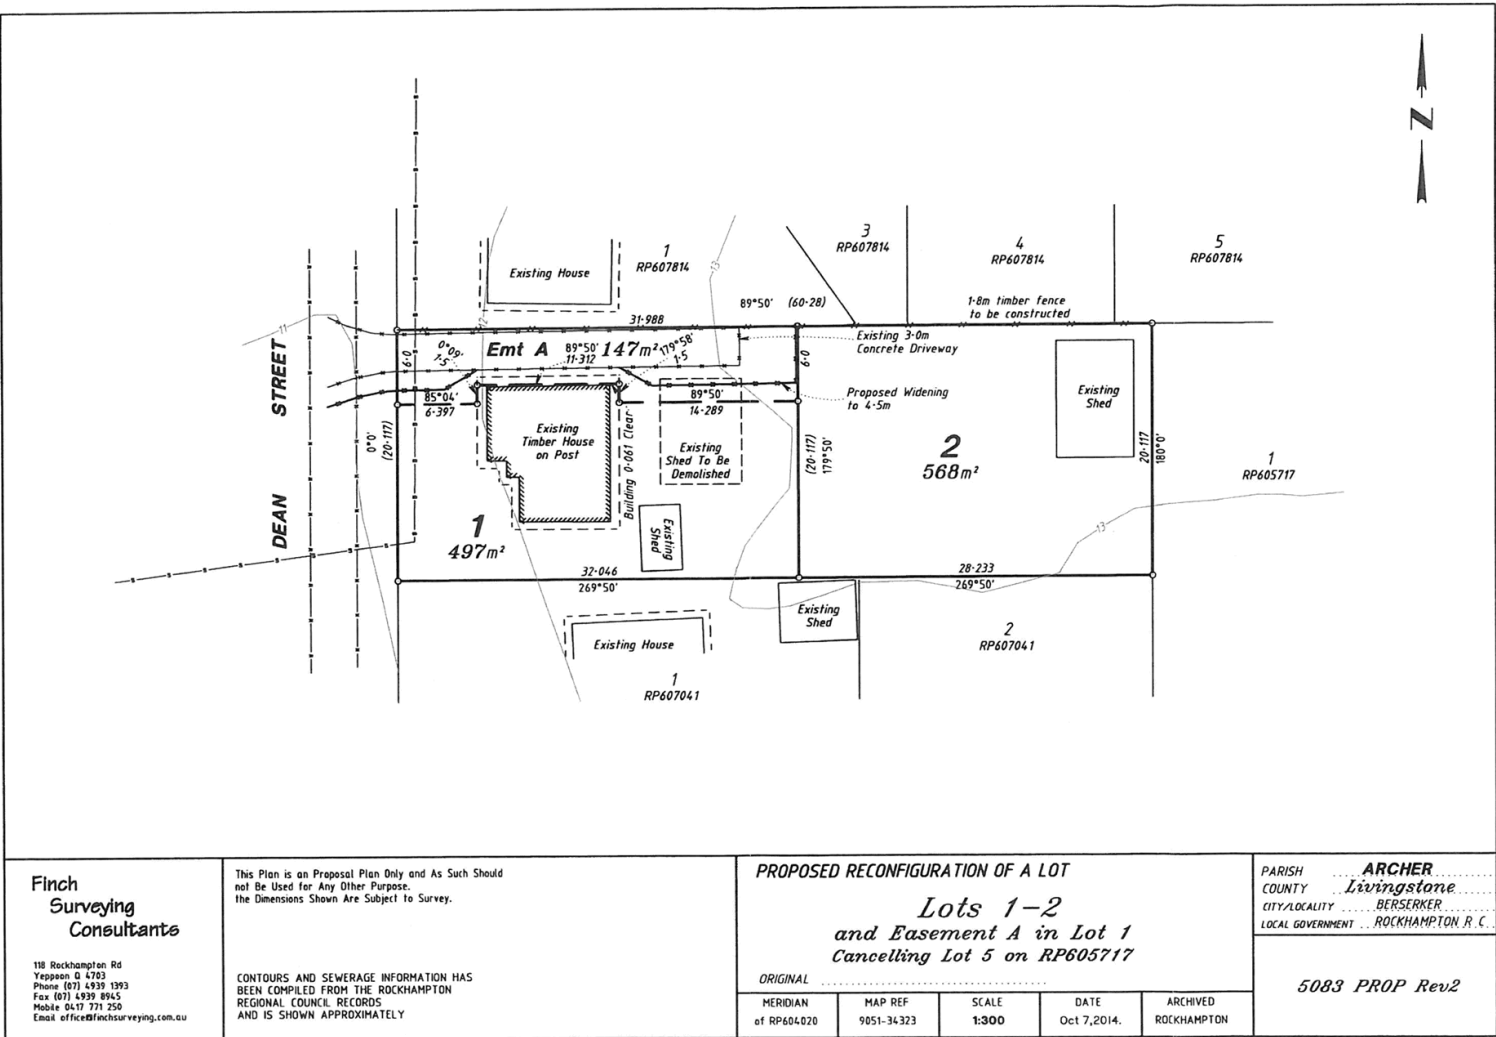 N
3
RP607814
4
RP607814
5
RP607814
1
RP607814
Existing House
13
12
11
89°50' (60·28)
1·8m timber fence
to be constructed
31·988
Existing 3·0m
Concrete Driveway
Emt A
89°50'
11·312
147m²
179°58'
1·5
0°09'
1·5
6·0
6·0
85°04'
6·397
89°50'
14·289
Proposed Widening
to 4·5m
DEAN STREET
0°0'
(20·117)
Existing
Timber House
on Post
Building 0·061 Clear
Existing
Shed To Be
Demolished
Existing
Shed
(20·117)
179°50'
2
568m²
Existing
Shed
20·117
180°0'
1
RP605717
13
1
497m²
32·046
269°50'
28·233
269°50'
Existing
Shed
Existing House
1
RP607041
2
RP607041
Finch
Surveying
Consultants
118 Rockhampton Rd
Yeppoon Q 4703
Phone (07) 4939 1393
Fax (07) 4939 8945
Mobile 0417 771 250
Email office@finchsurveying.com.au
This Plan is an Proposal Plan Only and As Such Should
not Be Used for Any Other Purpose.
the Dimensions Shown Are Subject to Survey.
CONTOURS AND SEWERAGE INFORMATION HAS
BEEN COMPILED FROM THE ROCKHAMPTON
REGIONAL COUNCIL RECORDS
AND IS SHOWN APPROXIMATELY
PROPOSED RECONFIGURATION OF A LOT
Lots 1-2
and Easement A in Lot 1
Cancelling Lot 5 on RP605717
ORIGINAL
MERIDIAN
of RP604020
MAP REF
9051-34323
SCALE
1:300
DATE
Oct 7,2014.
ARCHIVED
ROCKHAMPTON
PARISH ARCHER
COUNTY Livingstone
CITY/LOCALITY BERSERKER
LOCAL GOVERNMENT ROCKHAMPTON R C
5083 PROP Rev2